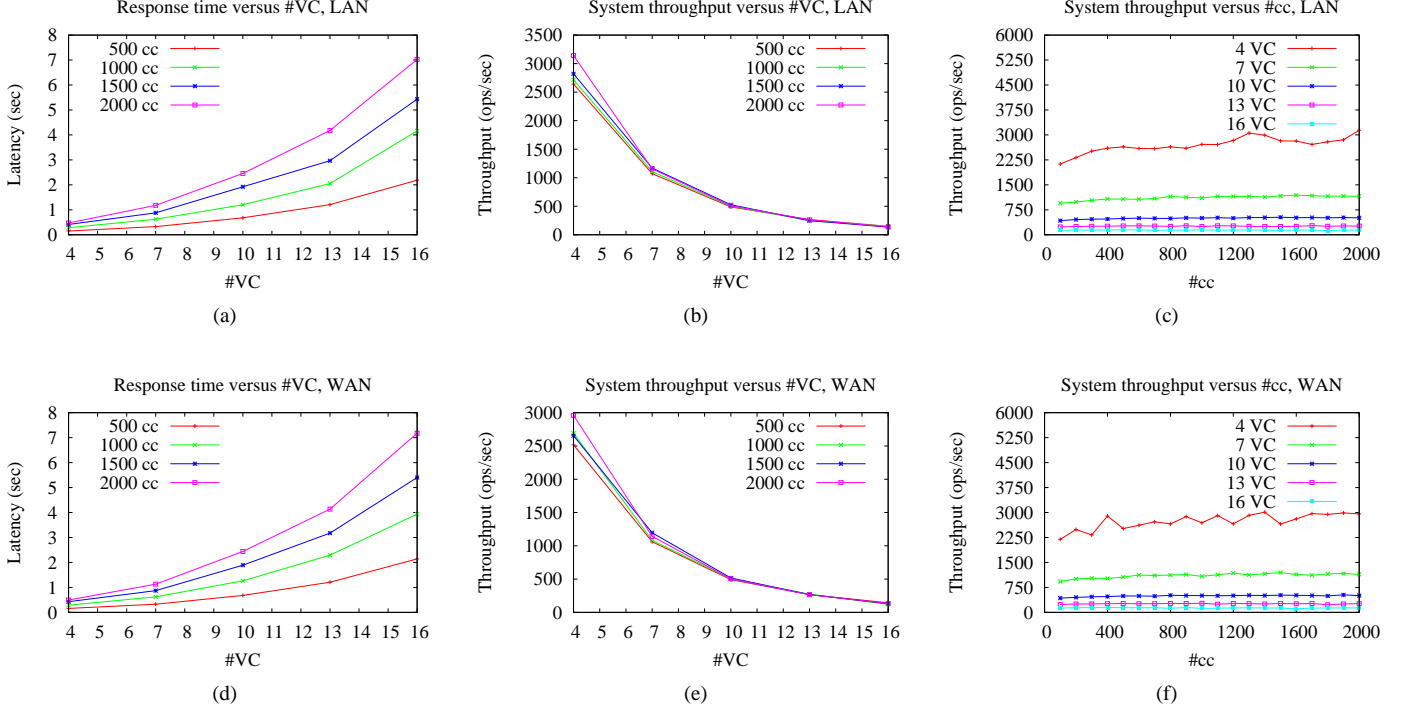 Response time versus #VC, LAN
Latency (sec)
8
7
6
5
4
3
2
1
0
500 cc
1000 cc
1500 cc
2000 cc
4 5 6 7 8 9 10 11 12 13 14 15 16
#VC
(a)
System throughput versus #VC, LAN
Throughput (ops/sec)
3500
3000
2500
2000
1500
1000
500
0
500 cc
1000 cc
1500 cc
2000 cc
4 5 6 7 8 9 10 11 12 13 14 15 16
#VC
(b)
System throughput versus #cc, LAN
Throughput (ops/sec)
6000
5250
4500
3750
3000
2250
1500
750
0
4 VC
7 VC
10 VC
13 VC
16 VC
0 400 800 1200 1600 2000
#cc
(c)
Response time versus #VC, WAN
Latency (sec)
8
7
6
5
4
3
2
1
0
500 cc
1000 cc
1500 cc
2000 cc
4 5 6 7 8 9 10 11 12 13 14 15 16
#VC
(d)
System throughput versus #VC, WAN
Throughput (ops/sec)
3000
2500
2000
1500
1000
500
0
500 cc
1000 cc
1500 cc
2000 cc
4 5 6 7 8 9 10 11 12 13 14 15 16
#VC
(e)
System throughput versus #cc, WAN
Throughput (ops/sec)
6000
5250
4500
3750
3000
2250
1500
750
0
4 VC
7 VC
10 VC
13 VC
16 VC
0 400 800 1200 1600 2000
#cc
(f)